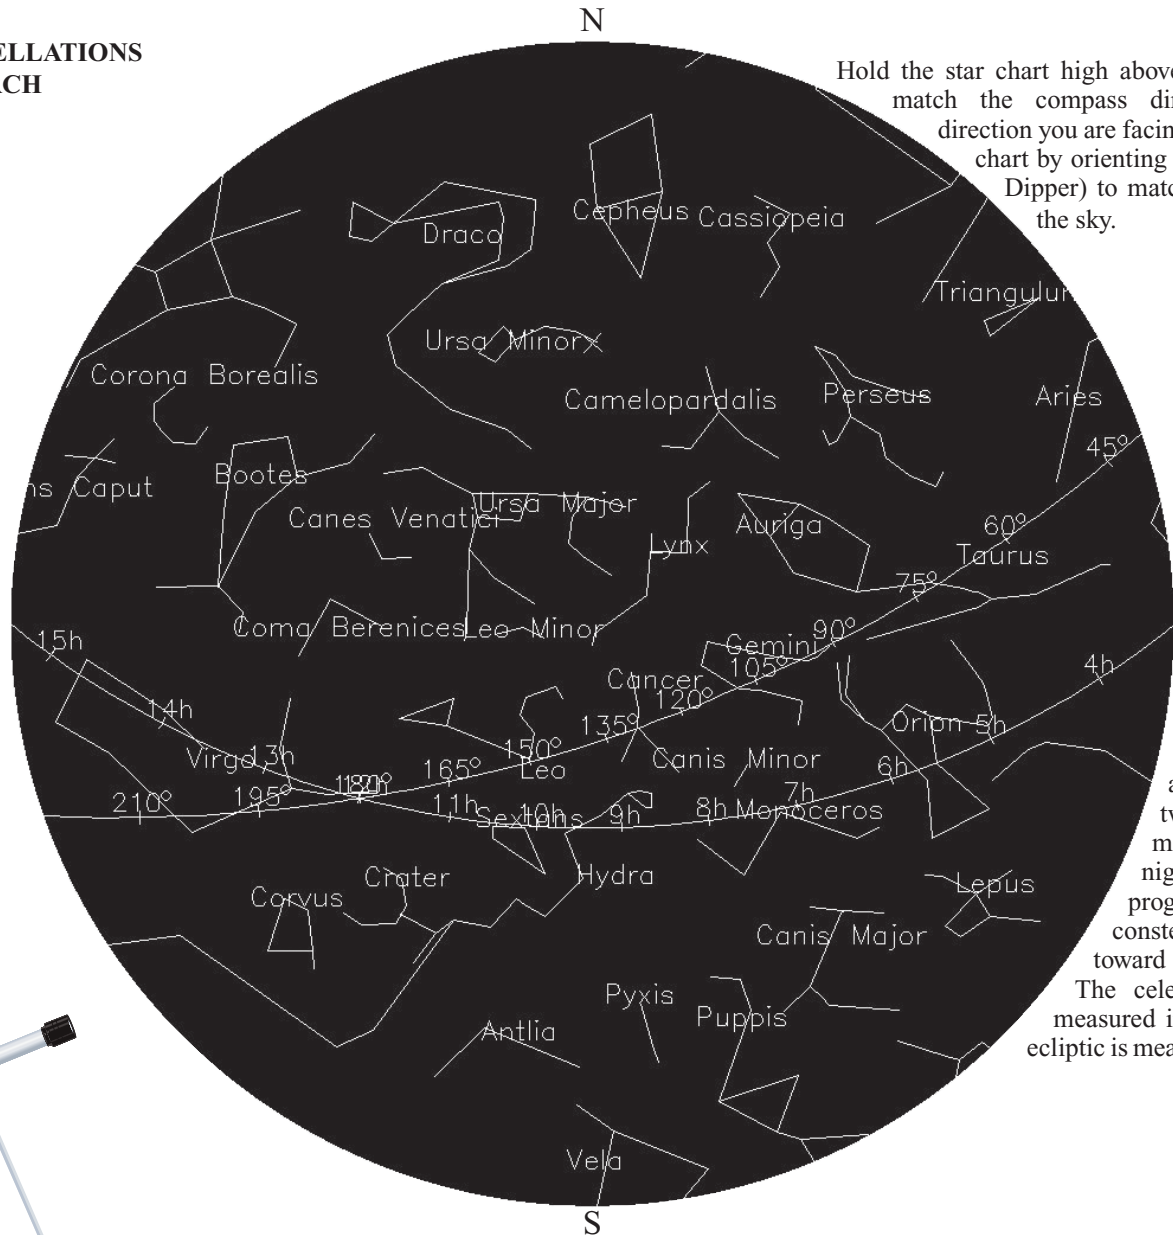 N
ELLATIONS
ACH
Hold the star chart high above
match the compass
direction you are facin
chart by orienting
Dipper) to matc
the sky.
Cepheus Cassiopeia
Draco
Triangulum
Ursa Minor
Corona Borealis
Camelopardalis Perseus Aries
45°
Bootes
ns Caput
Ursa Major
Canes Venatici Auriga 60°
Lynx Taurus
75°
Coma Berenices Leo Minor 90°
15h Gemini
105° 4h
Cancer
120°
14h 135° Orion 5h
Virgo 13h 150° Canis Minor
165° Leo 6h
210° 195° 180° 7h
11h Sextans 10h 9h 8h Monoceros
Crater Hydra
Corvus Lepus
Canis Major
Pyxis
Antlia Puppis
Vela
a
tv
m
nig
prog
conste
toward
The cele
measured i
ecliptic is mea
S